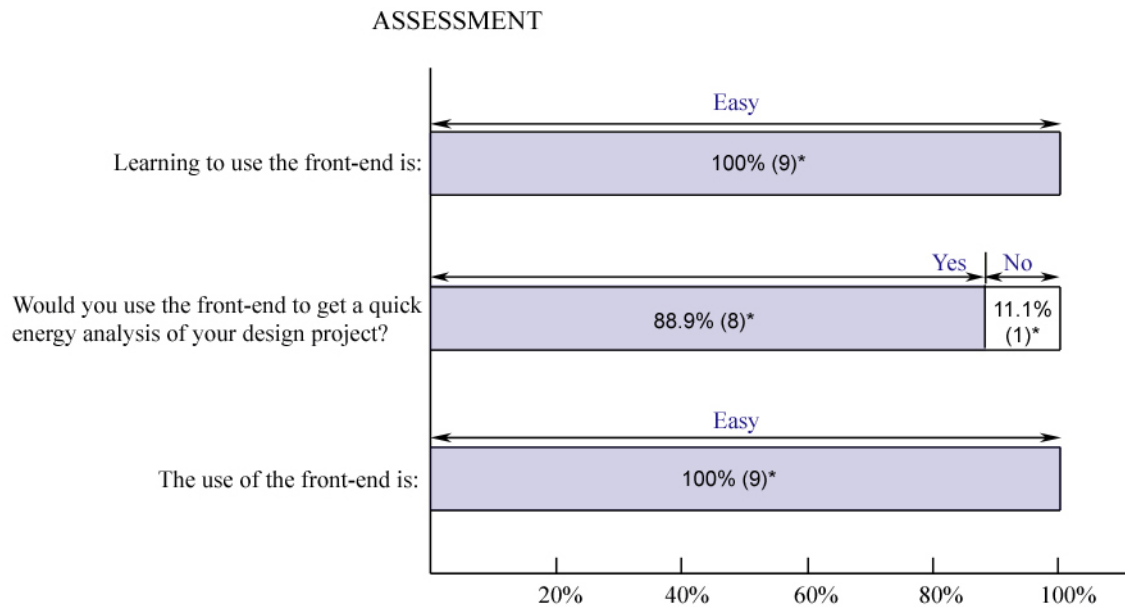 ASSESSMENT
Easy
Learning to use the front-end is:
100% (9)*
Yes
No
Would you use the front-end to get a quick
energy analysis of your design project?
88.9% (8)*
11.1%
(1)*
Easy
The use of the front-end is:
100% (9)*
20%
40%
60%
80%
100%